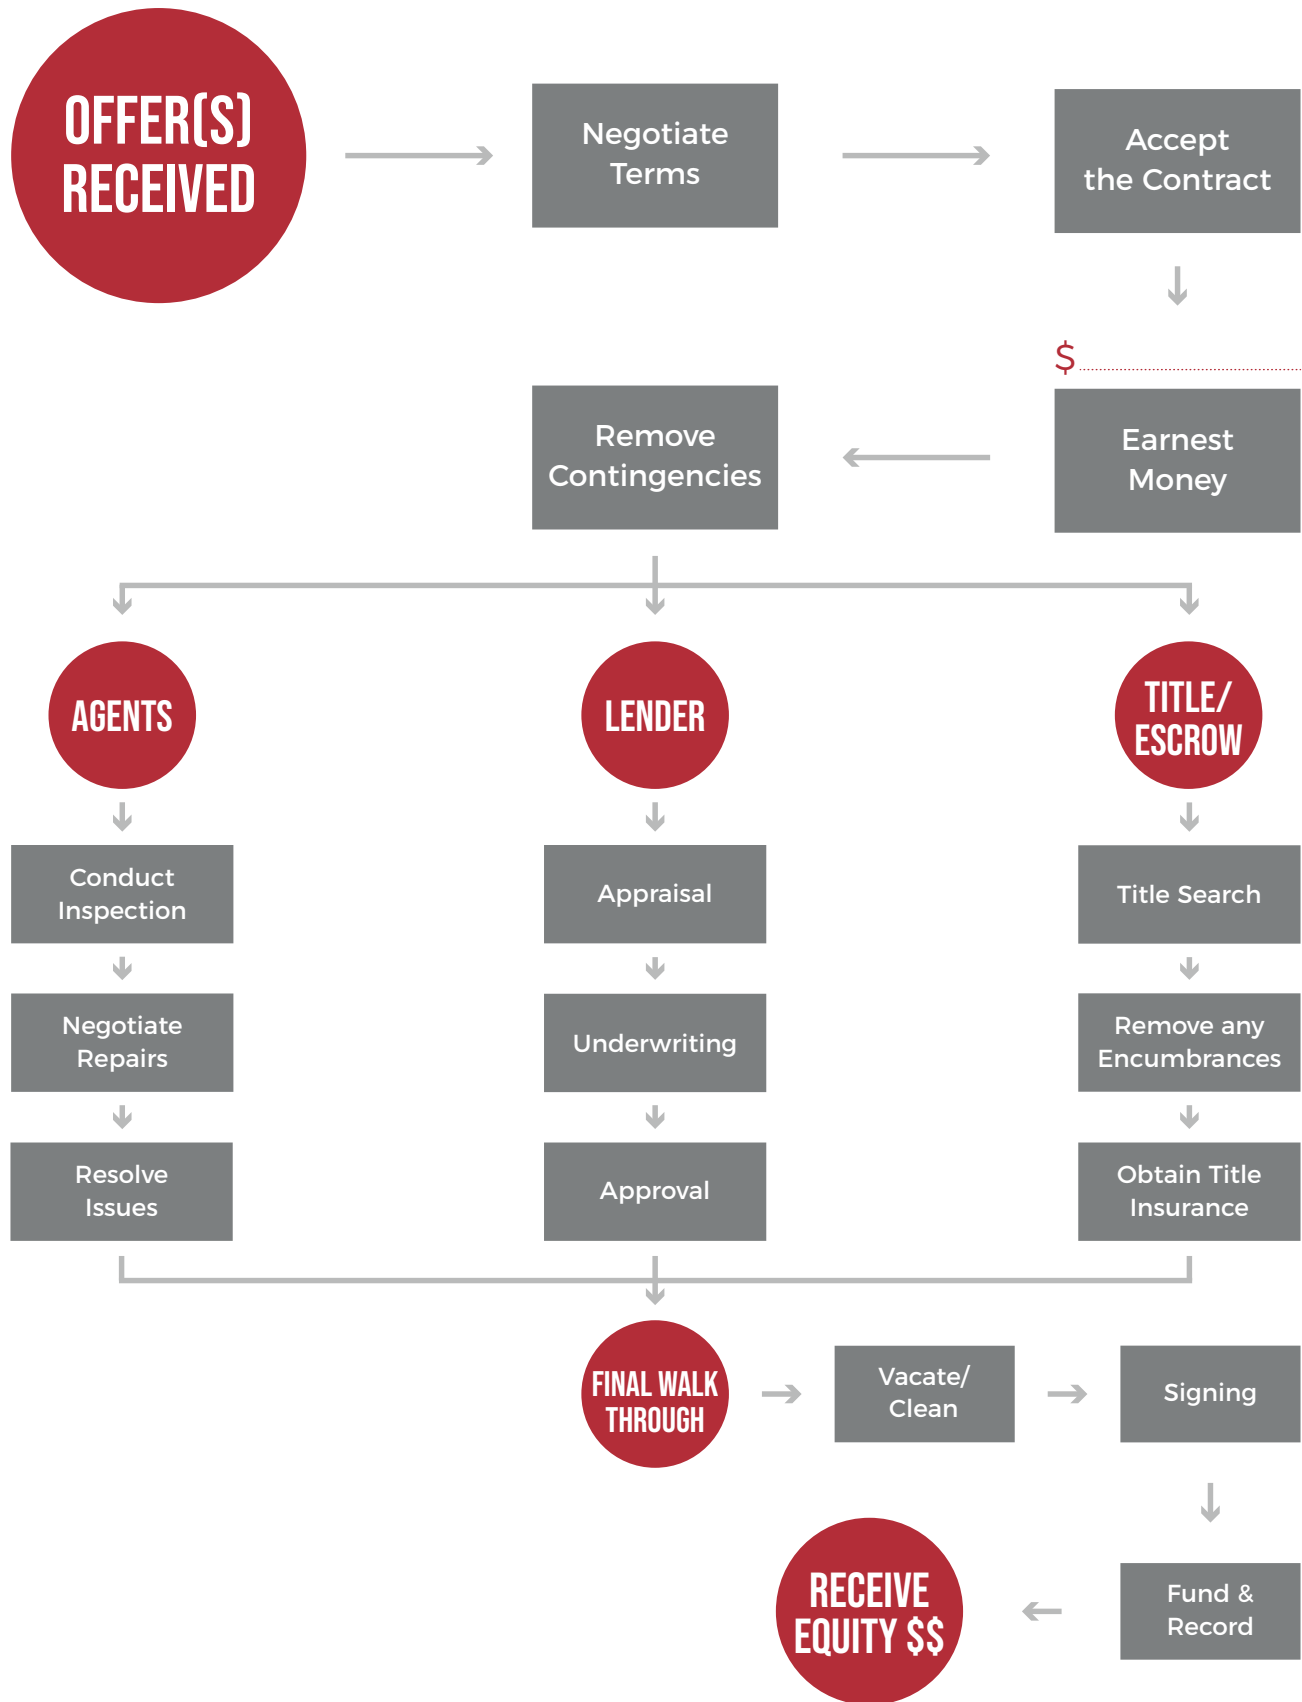 OFFER(S)
RECEIVED
Negotiate
Terms
Accept
the Contract
$
Earnest
Money
Remove
Contingencies
AGENTS
LENDER
TITLE/
ESCROW
Conduct
Inspection
Negotiate
Repairs
Resolve
Issues
Appraisal
Underwriting
Approval
Title Search
Remove any
Encumbrances
Obtain Title
Insurance
FINAL WALK
THROUGH
Vacate/
Clean
Signing
Fund &
Record
RECEIVE
EQUITY $$